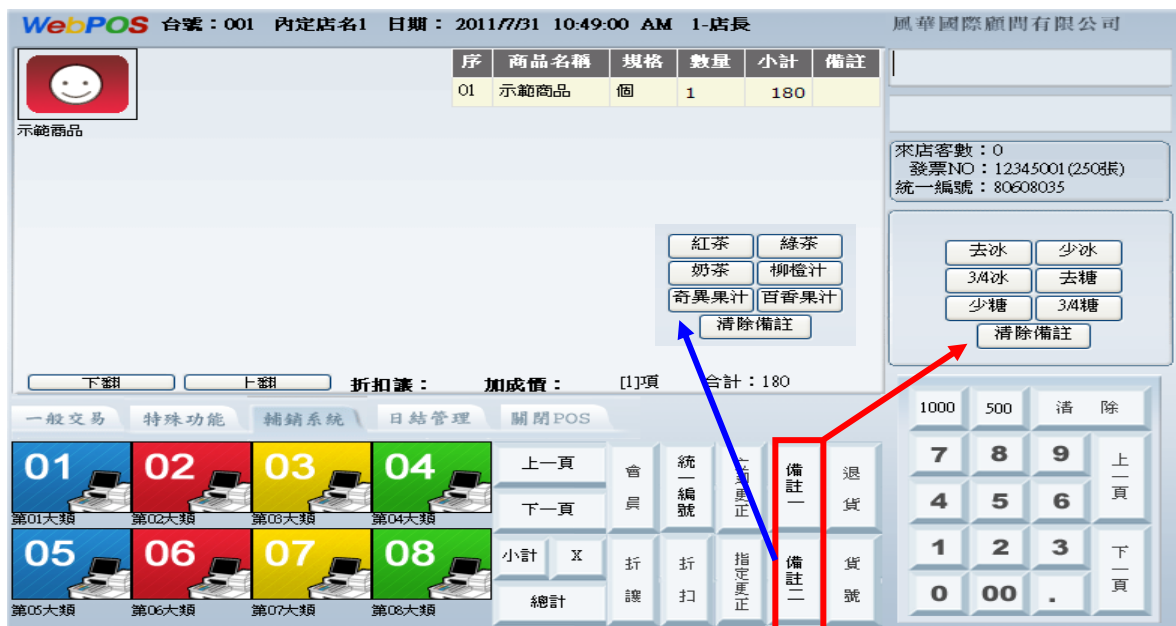 WebPOS 台號：001 內定店名1 日期： 2011/7/31 10:49:00 AM 1-店長
風華國際顧問有限公司
序 商品名稱 規格 數量 小計 備註
01 示範商品 個 1 180
示範商品
來店客數：0
發票NO：12345001(250張)
統一編號：80608035
紅茶 綠茶
奶茶 柳橙汁
奇異果汁 百香果汁
清除備註
去冰 少冰
3/4冰 去糖
少糖 3/4糖
清除備註
下翻 上翻 折扣讓： 加成價： [1]項 合計：180
一般交易 特殊功能 輔銷系統 日結管理 關閉POS
01 02 03 04
第01大類 第02大類 第03大類 第04大類
05 06 07 08
第05大類 第06大類 第07大類 第08大類
上一頁
下一頁
小計 X
總計
會員 統一編號 更正 備註一 退貨
折讓 折扣 指定更正 備註二 貨號
1000 500 清 除
7 8 9 上一頁
4 5 6
1 2 3 下一頁
0 00 .